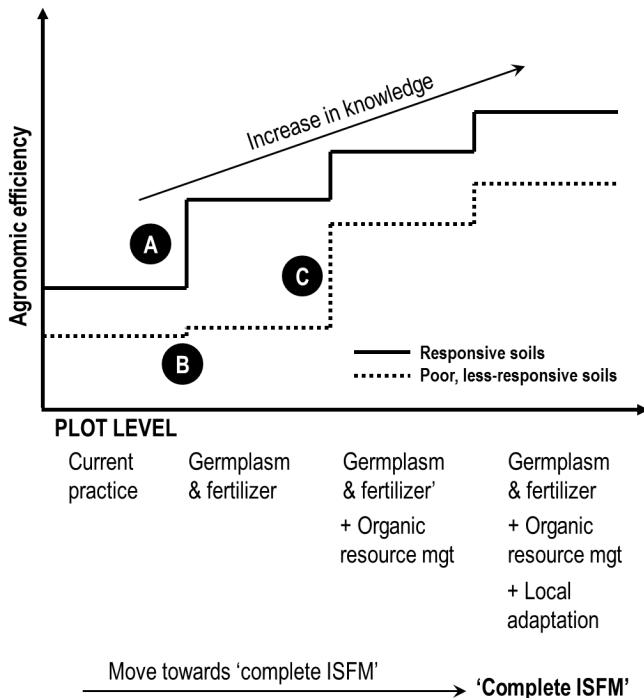 Agronomic efficiency
Increase in knowledge
A
B
C
Responsive soils
Poor, less-responsive soils
PLOT LEVEL
Current
practice
Germplasm
& fertilizer
Germplasm
& fertilizer’
+ Organic
resource mgt
Germplasm
& fertilizer
+ Organic
resource mgt
+ Local
adaptation
Move towards ‘complete ISFM’
‘Complete ISFM’